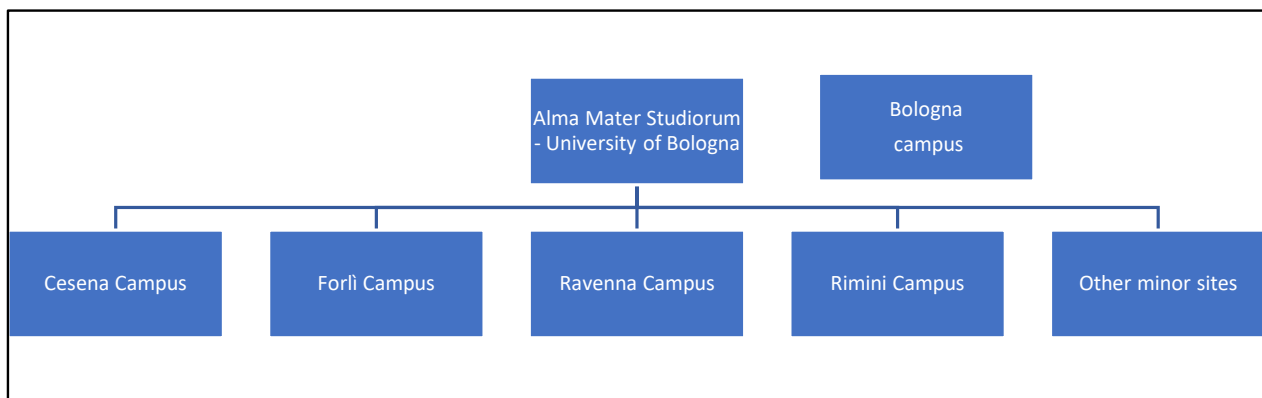 Alma Mater Studiorum
- University of Bologna
Bologna
campus
Cesena Campus
Forlì Campus
Ravenna Campus
Rimini Campus
Other minor sites